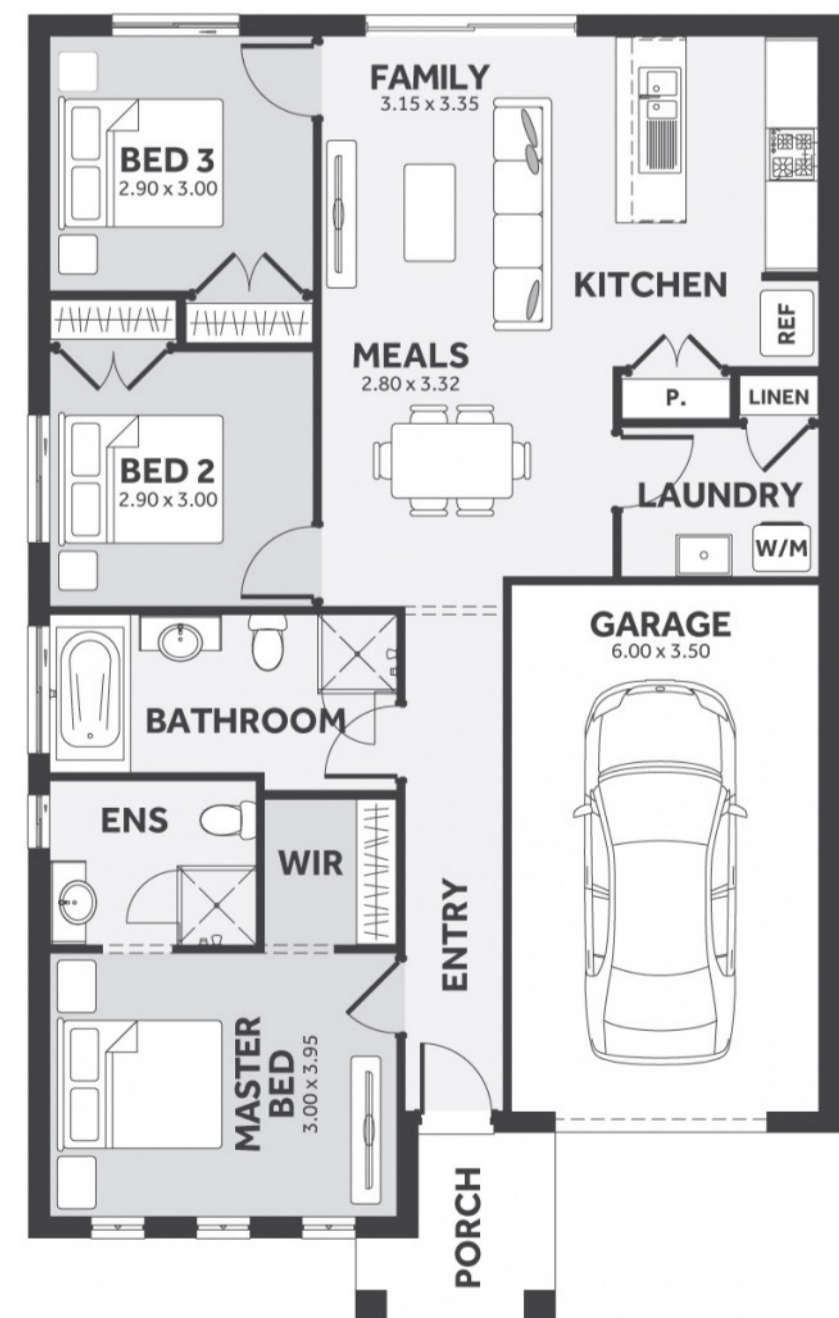 FAMILY
3.15 x 3.35
BED 3
2.90 x 3.00
KITCHEN
REF
MEALS
2.80 x 3.32
P.
LINEN
BED 2
2.90 x 3.00
LAUNDRY
W/M
GARAGE
6.00 x 3.50
BATHROOM
ENS
WIR
ENTRY
MASTER
BED
3.00 x 3.95
PORCH